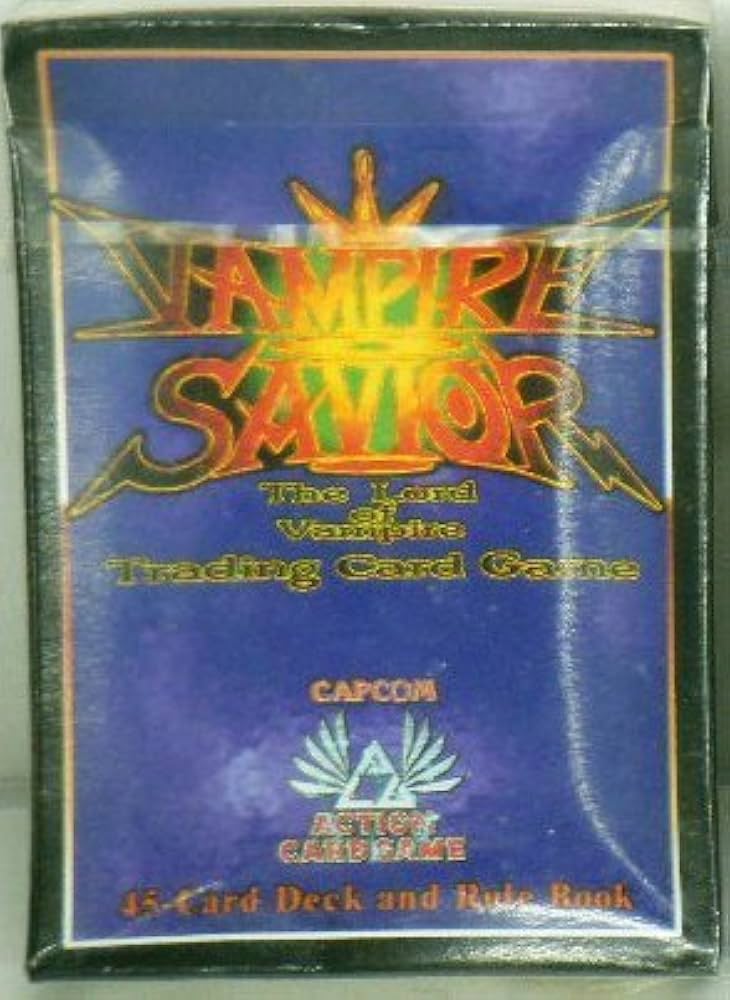 VAMPIRE
SAVIOR
The Lord
of
Vampire
Trading Card Game
CAPCOM
ACTION
CARD GAME
45-Card Deck and Rule Book